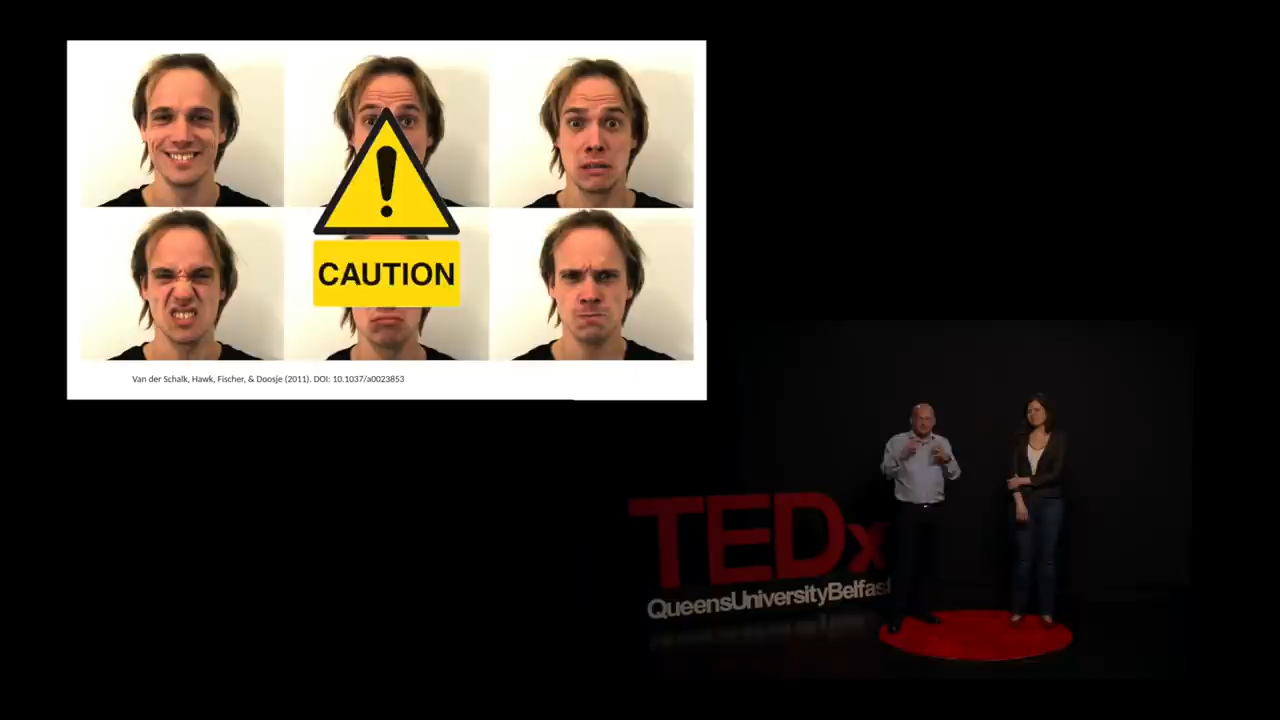 CAUTION
Van der Schalk, Hawk, Fischer, & Doosje (2011). DOI: 10.1037/a0023853
TEDx
QueensUniversityBelfast